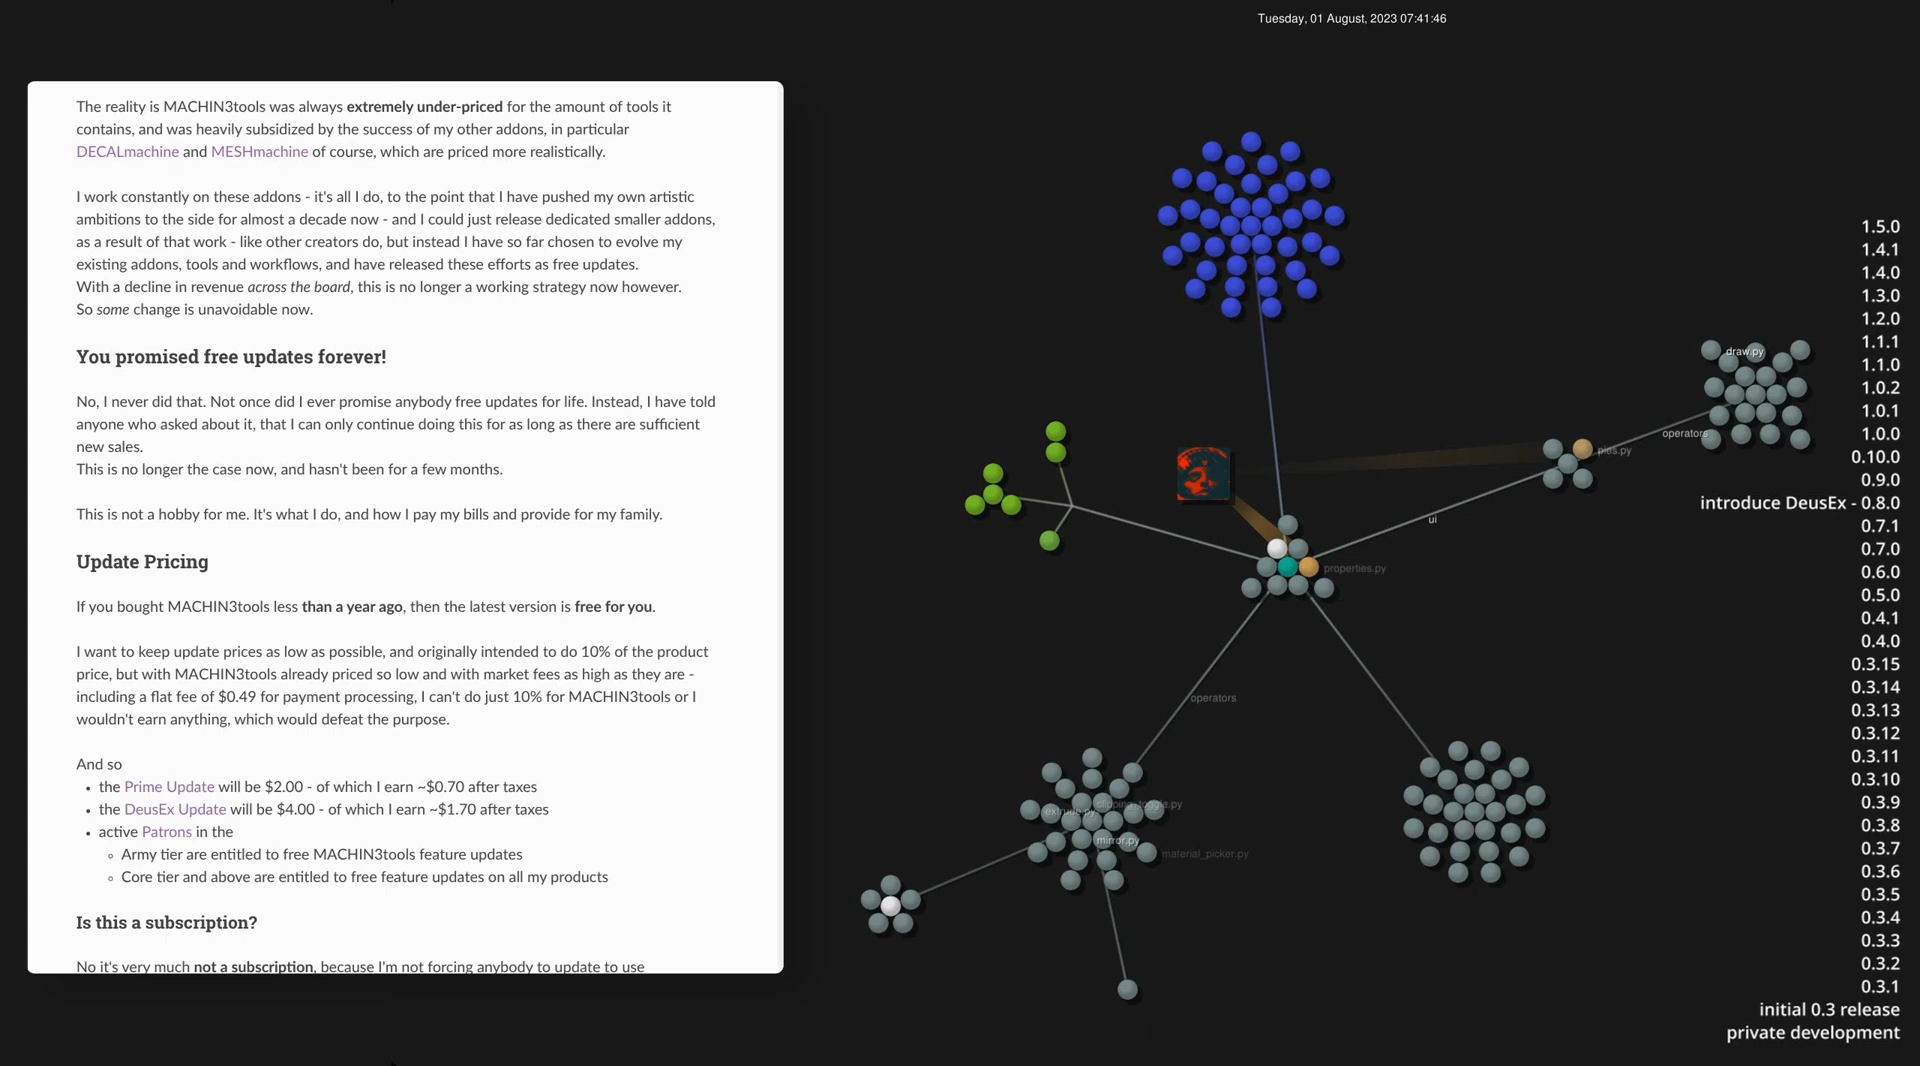 Tuesday, 01 August, 2023 07:41:46
The reality is MACHIN3tools was always extremely under-priced for the amount of tools it
contains, and was heavily subsidized by the success of my other addons, in particular
DECALmachine and MESHmachine of course, which are priced more realistically.
I work constantly on these addons - it's all I do, to the point that I have pushed my own artistic
ambitions to the side for almost a decade now - and I could just release dedicated smaller addons,
as a result of that work - like other creators do, but instead I have so far chosen to evolve my
existing addons, tools and workflows, and have released these efforts as free updates.
With a decline in revenue across the board, this is no longer a working strategy now however.
So some change is unavoidable now.
You promised free updates forever!
No, I never did that. Not once did I ever promise anybody free updates for life. Instead, I have told
anyone who asked about it, that I can only continue doing this for as long as there are sufficient
new sales.
This is no longer the case now, and hasn't been for a few months.
This is not a hobby for me. It's what I do, and how I pay my bills and provide for my family.
Update Pricing
If you bought MACHIN3tools less than a year ago, then the latest version is free for you.
I want to keep update prices as low as possible, and originally intended to do 10% of the product
price, but with MACHIN3tools already priced so low and with market fees as high as they are -
including a flat fee of $0.49 for payment processing, I can't do just 10% for MACHIN3tools or I
wouldn't earn anything, which would defeat the purpose.
And so
• the Prime Update will be $2.00 - of which I earn ~$0.70 after taxes
• the DeusEx Update will be $4.00 - of which I earn ~$1.70 after taxes
• active Patrons in the
◦ Army tier are entitled to free MACHIN3tools feature updates
◦ Core tier and above are entitled to free feature updates on all my products
Is this a subscription?
No it's very much not a subscription, because I'm not forcing anybody to update to use
draw.py
operators
pies.py
ui
properties.py
operators
clipping_toggle.py
extrude.py
mirror.py
material_picker.py
1.5.0
1.4.1
1.4.0
1.3.0
1.2.0
1.1.1
1.1.0
1.0.2
1.0.1
1.0.0
0.10.0
0.9.0
introduce DeusEx - 0.8.0
0.7.1
0.7.0
0.6.0
0.5.0
0.4.1
0.4.0
0.3.15
0.3.14
0.3.13
0.3.12
0.3.11
0.3.10
0.3.9
0.3.8
0.3.7
0.3.6
0.3.5
0.3.4
0.3.3
0.3.2
0.3.1
initial 0.3 release
private development